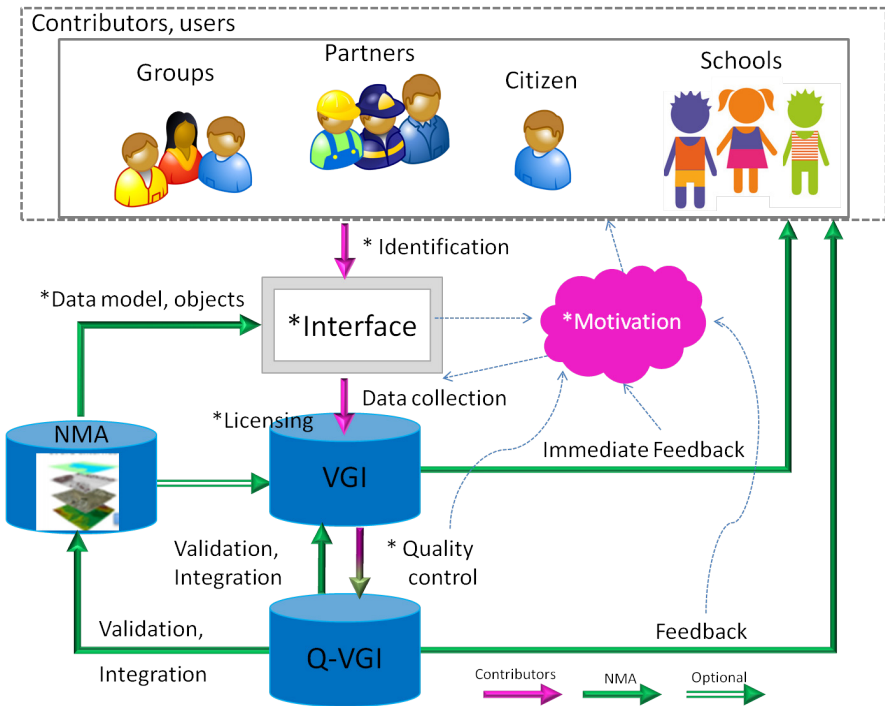 Contributors, users
Groups
Partners
Citizen
Schools
* Identification
*Data model, objects
*Interface
*Motivation
Data collection
*Licensing
NMA
VGI
Immediate Feedback
Validation,
Integration
* Quality
control
Validation,
Integration
Q-VGI
Feedback
Contributors
NMA
Optional